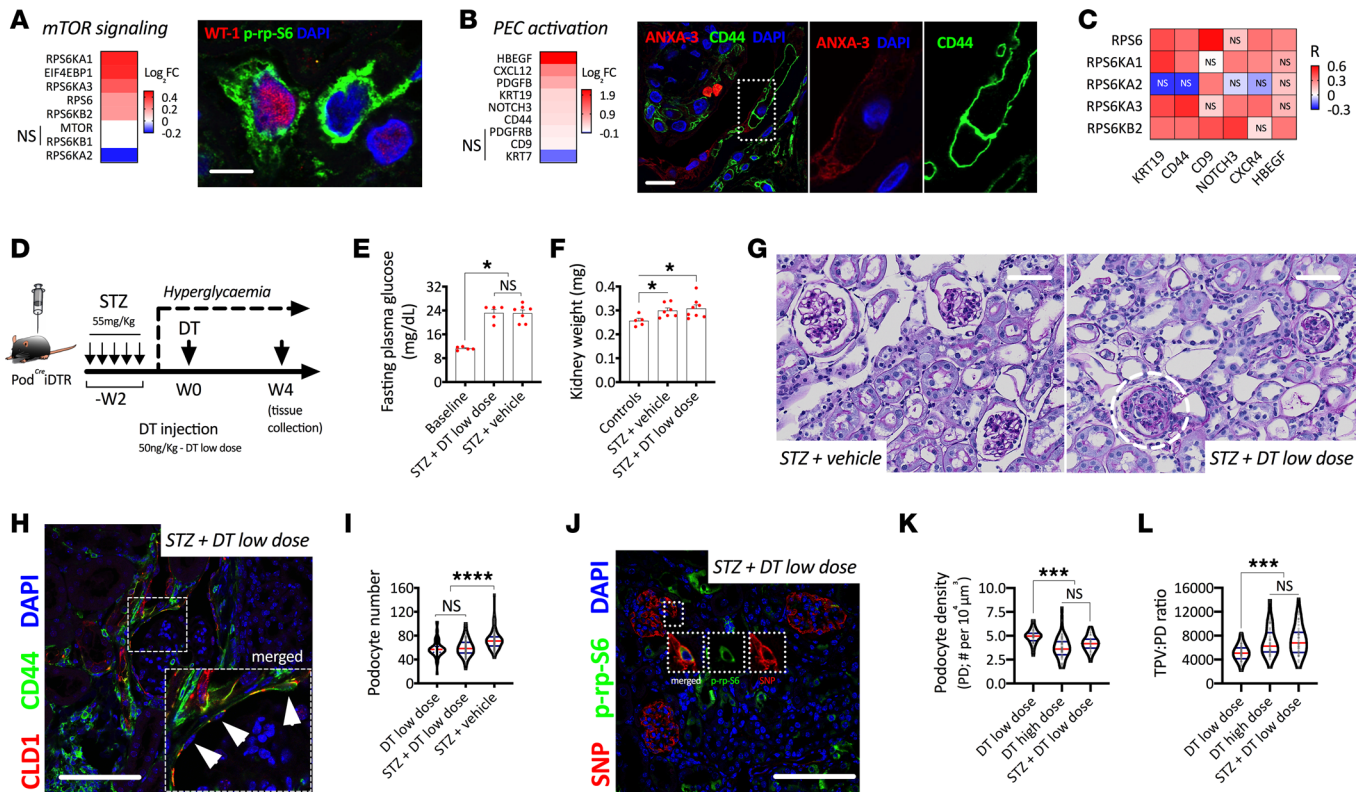 A
mTOR signaling
RPS6KA1
EIF4EBP1
RPS6KA3
RPS6
RPS6KB2
MTOR
RPS6KB1
RPS6KA2
NS
Log2FC
0.4
0.2
0
-0.2
WT-1 p-rp-S6 DAPI
B
PEC activation
HBEGF
CXCL12
PDGFB
KRT19
NOTCH3
CD44
PDGFRB
CD9
KRT7
NS
Log2FC
1.9
-0.1
ANXA-3 CD44 DAPI
ANXA-3 DAPI
CD44
C
RPS6
RPS6KA1
RPS6KA2
RPS6KA3
RPS6KB2
NS
NS NS
NS NS NS NS NS
NS NS
NS
KRT19
CD44
CD9
NOTCH3
CXCR4
HBEGF
R
0.6
0.3
0
-0.3
D
STZ
55mg/Kg
Hyperglycaemia
DT
Pod Cre iDTR
-W2
W0
W4
(tissue
collection)
DT injection
50ng/Kg - DT low dose
E
Fasting plasma glucose
(mg/dL)
32
24
16
8
0
*
NS
Baseline
STZ + DT low dose
STZ + vehicle
F
Kidney weight (mg)
0.4
0.3
0.2
0.1
0.0
*
*
Controls
STZ + vehicle
STZ + DT low dose
G
STZ + vehicle
STZ + DT low dose
H
CLD1 CD44 DAPI
STZ + DT low dose
merged
I
Podocyte number
160
120
80
40
0
NS
****
DT low dose
STZ + DT low dose
STZ + vehicle
J
SNP p-rp-S6 DAPI
STZ + DT low dose
merged
p-rp-S6
SNP
K
Podocyte density
(PD; # per 10⁴ µm³)
10.0
7.5
5.0
2.5
0.0
***
NS
DT low dose
DT high dose
STZ + DT low dose
L
TPV:PD ratio
16000
12000
8000
4000
0
***
NS
DT low dose
DT high dose
STZ + DT low dose